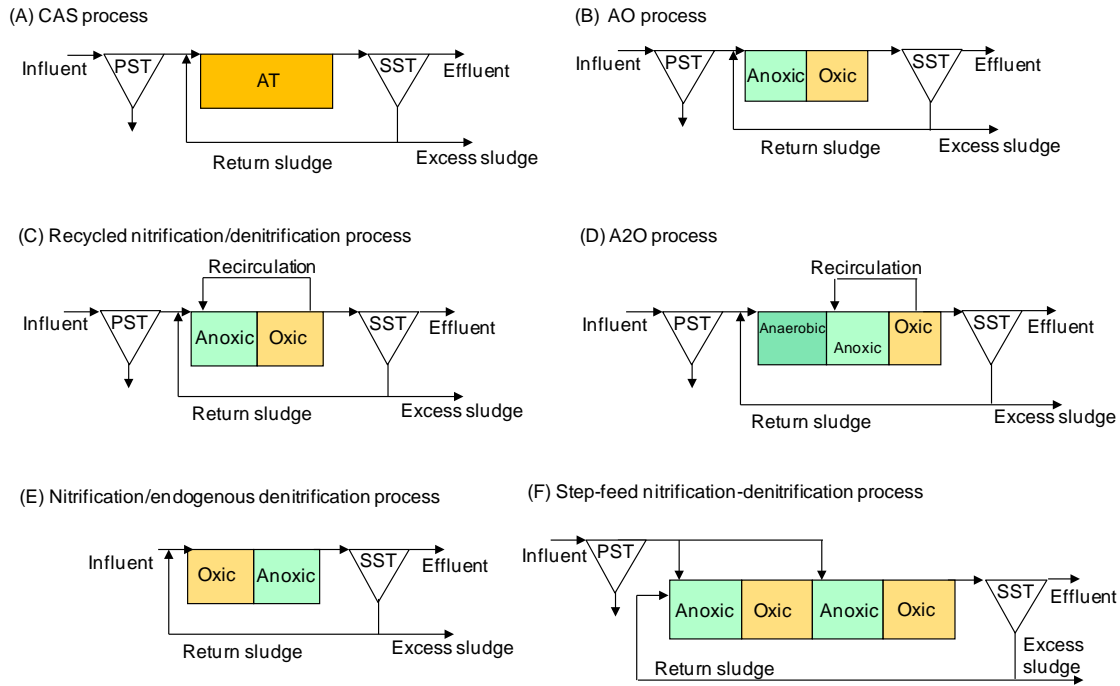 (A) CAS process
Influent
PST
AT
SST
Effluent
Return sludge
Excess sludge
(B) AO process
Influent
PST
Anoxic
Oxic
SST
Effluent
Return sludge
Excess sludge
(C) Recycled nitrification/denitrification process
Recirculation
Influent
PST
Anoxic
Oxic
SST
Effluent
Return sludge
Excess sludge
(D) A2O process
Recirculation
Influent
PST
Anaerobic
Anoxic
Oxic
SST
Effluent
Return sludge
Excess sludge
(E) Nitrification/endogenous denitrification process
Influent
Oxic
Anoxic
SST
Effluent
Return sludge
Excess sludge
(F) Step-feed nitrification-denitrification process
Influent
PST
Anoxic
Oxic
Anoxic
Oxic
SST
Effluent
Return sludge
Excess
sludge